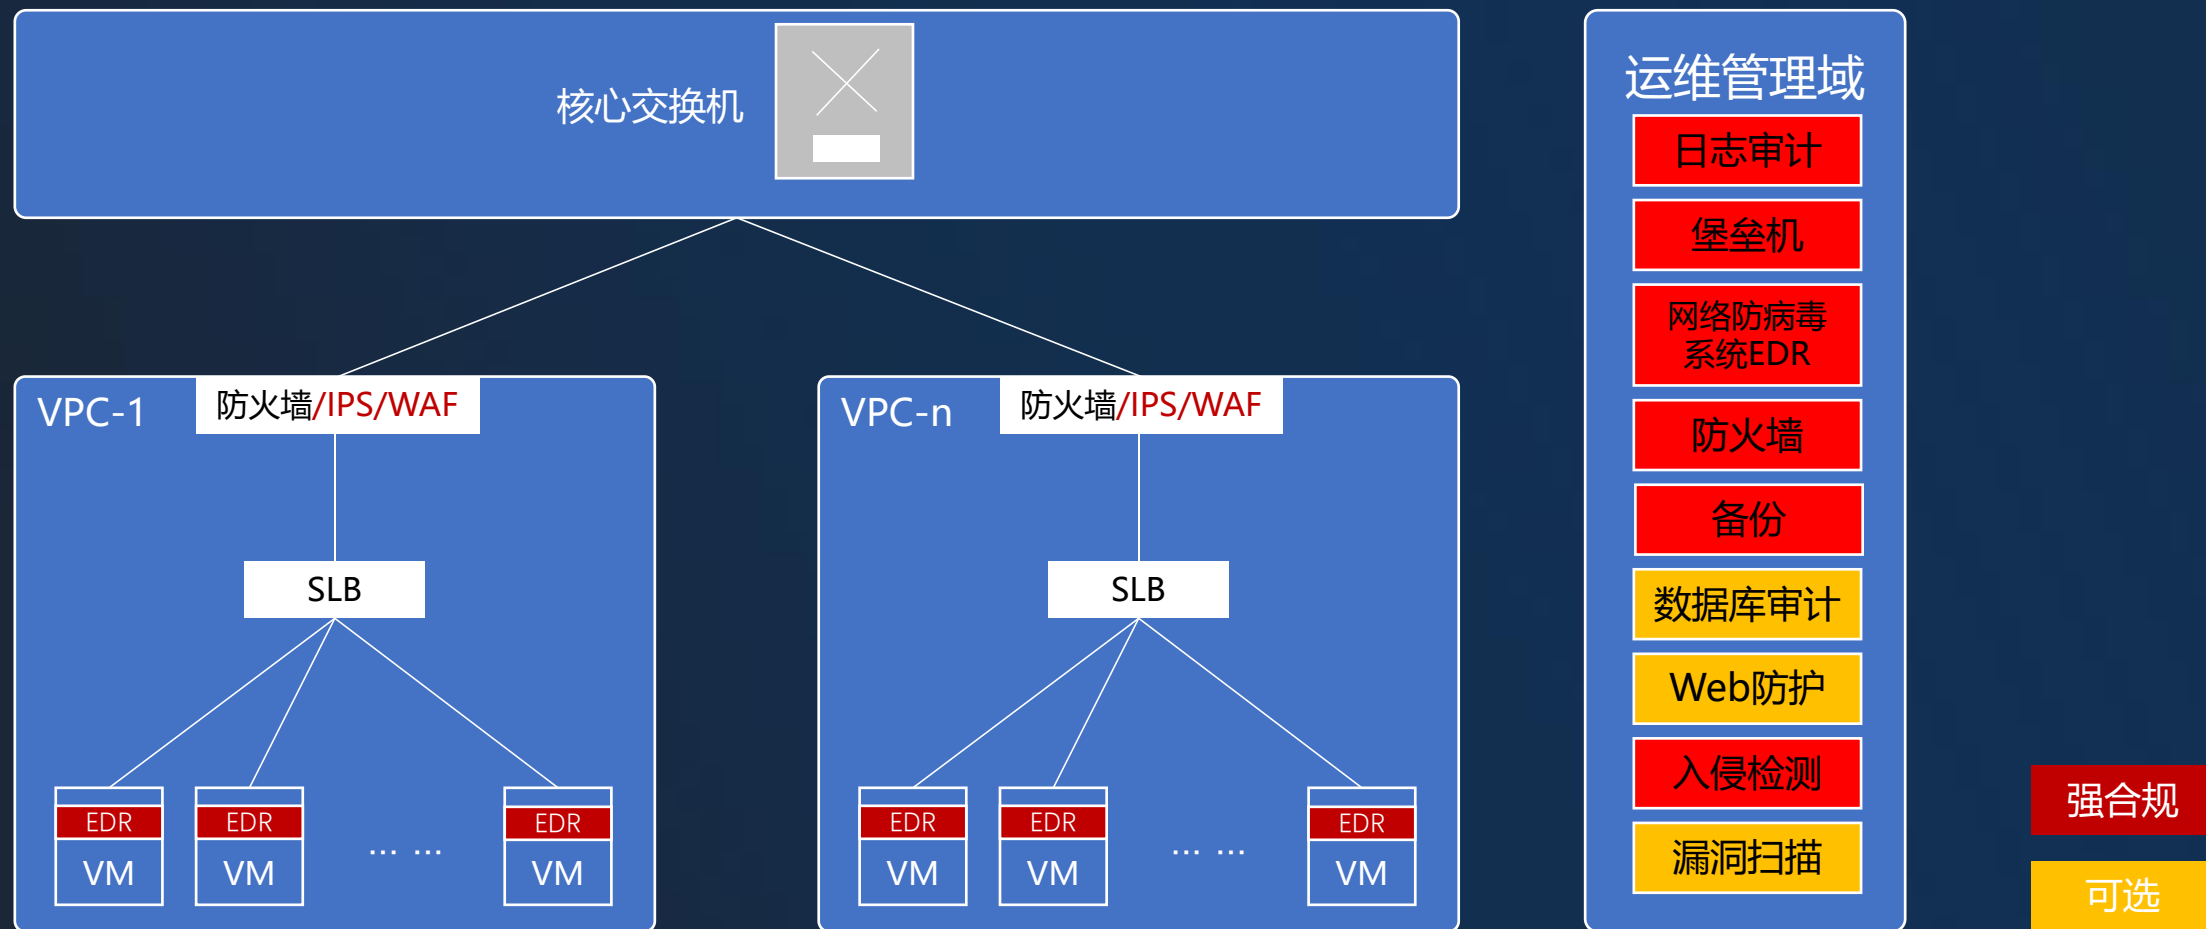 核心交换机
运维管理域
日志审计
堡垒机
网络防病毒
系统EDR
防火墙
备份
数据库审计
Web防护
入侵检测
漏洞扫描
VPC-1
防火墙/IPS/WAF
SLB
EDR
VM
EDR
VM
... ...
EDR
VM
VPC-n
防火墙/IPS/WAF
SLB
EDR
VM
EDR
VM
... ...
EDR
VM
强合规
可选